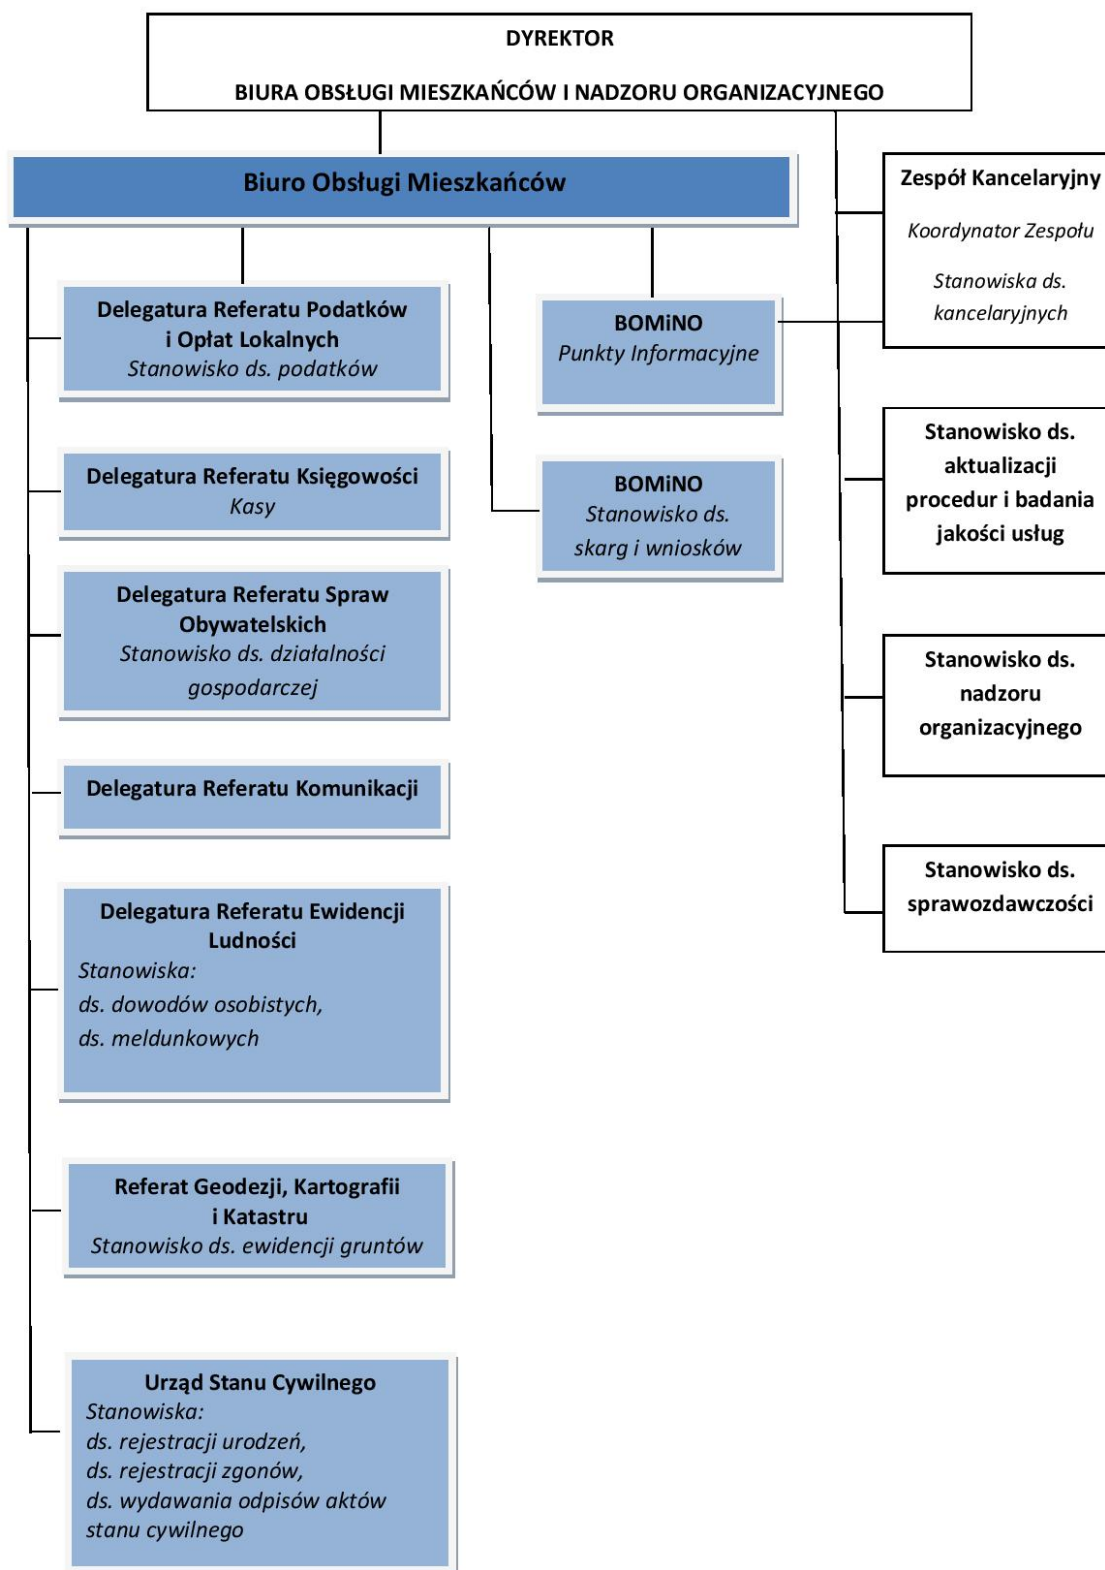 DYREKTOR
BIURA OBSŁUGI MIESZKAŃCÓW I NADZORU ORGANIZACYJNEGO
Biuro Obsługi Mieszkańców
Delegatura Referatu Podatków
i Opłat Lokalnych
Stanowisko ds. podatków
Delegatura Referatu Księgowości
Kasy
Delegatura Referatu Spraw
Obywatelskich
Stanowisko ds. działalności
gospodarczej
Delegatura Referatu Komunikacji
Delegatura Referatu Ewidencji
Ludności
Stanowiska:
ds. dowodów osobistych,
ds. meldunkowych
Referat Geodezji, Kartografii
i Katastru
Stanowisko ds. ewidencji gruntów
Urząd Stanu Cywilnego
Stanowiska:
ds. rejestracji urodzeń,
ds. rejestracji zgonów,
ds. wydawania odpisów aktów
stanu cywilnego
BOMiNO
Punkty Informacyjne
BOMiNO
Stanowisko ds.
skarg i wniosków
Zespół Kancelaryjny
Koordynator Zespołu
Stanowiska ds.
kancelaryjnych
Stanowisko ds.
aktualizacji
procedur i badania
jakości usług
Stanowisko ds.
nadzoru
organizacyjnego
Stanowisko ds.
sprawozdawczości